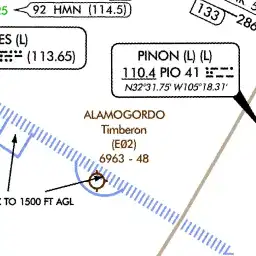 92 HMN (114.5)
133
286
ES (L)
(113.65)
PINON (L) (L)
110.4 PIO 41
N32°31.75' W105°18.31'
ALAMOGORDO
Timberon
(E02)
6963 - 48
TO 1500 FT AGL